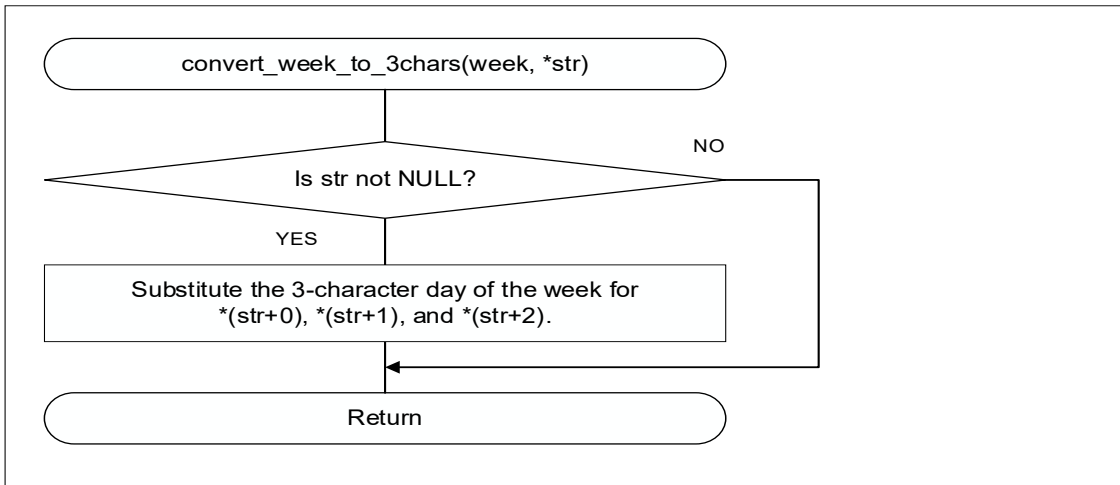 convert_week_to_3chars(week, *str)
NO
Is str not NULL?
YES
Substitute the 3-character day of the week for
*(str+0), *(str+1), and *(str+2).
Return